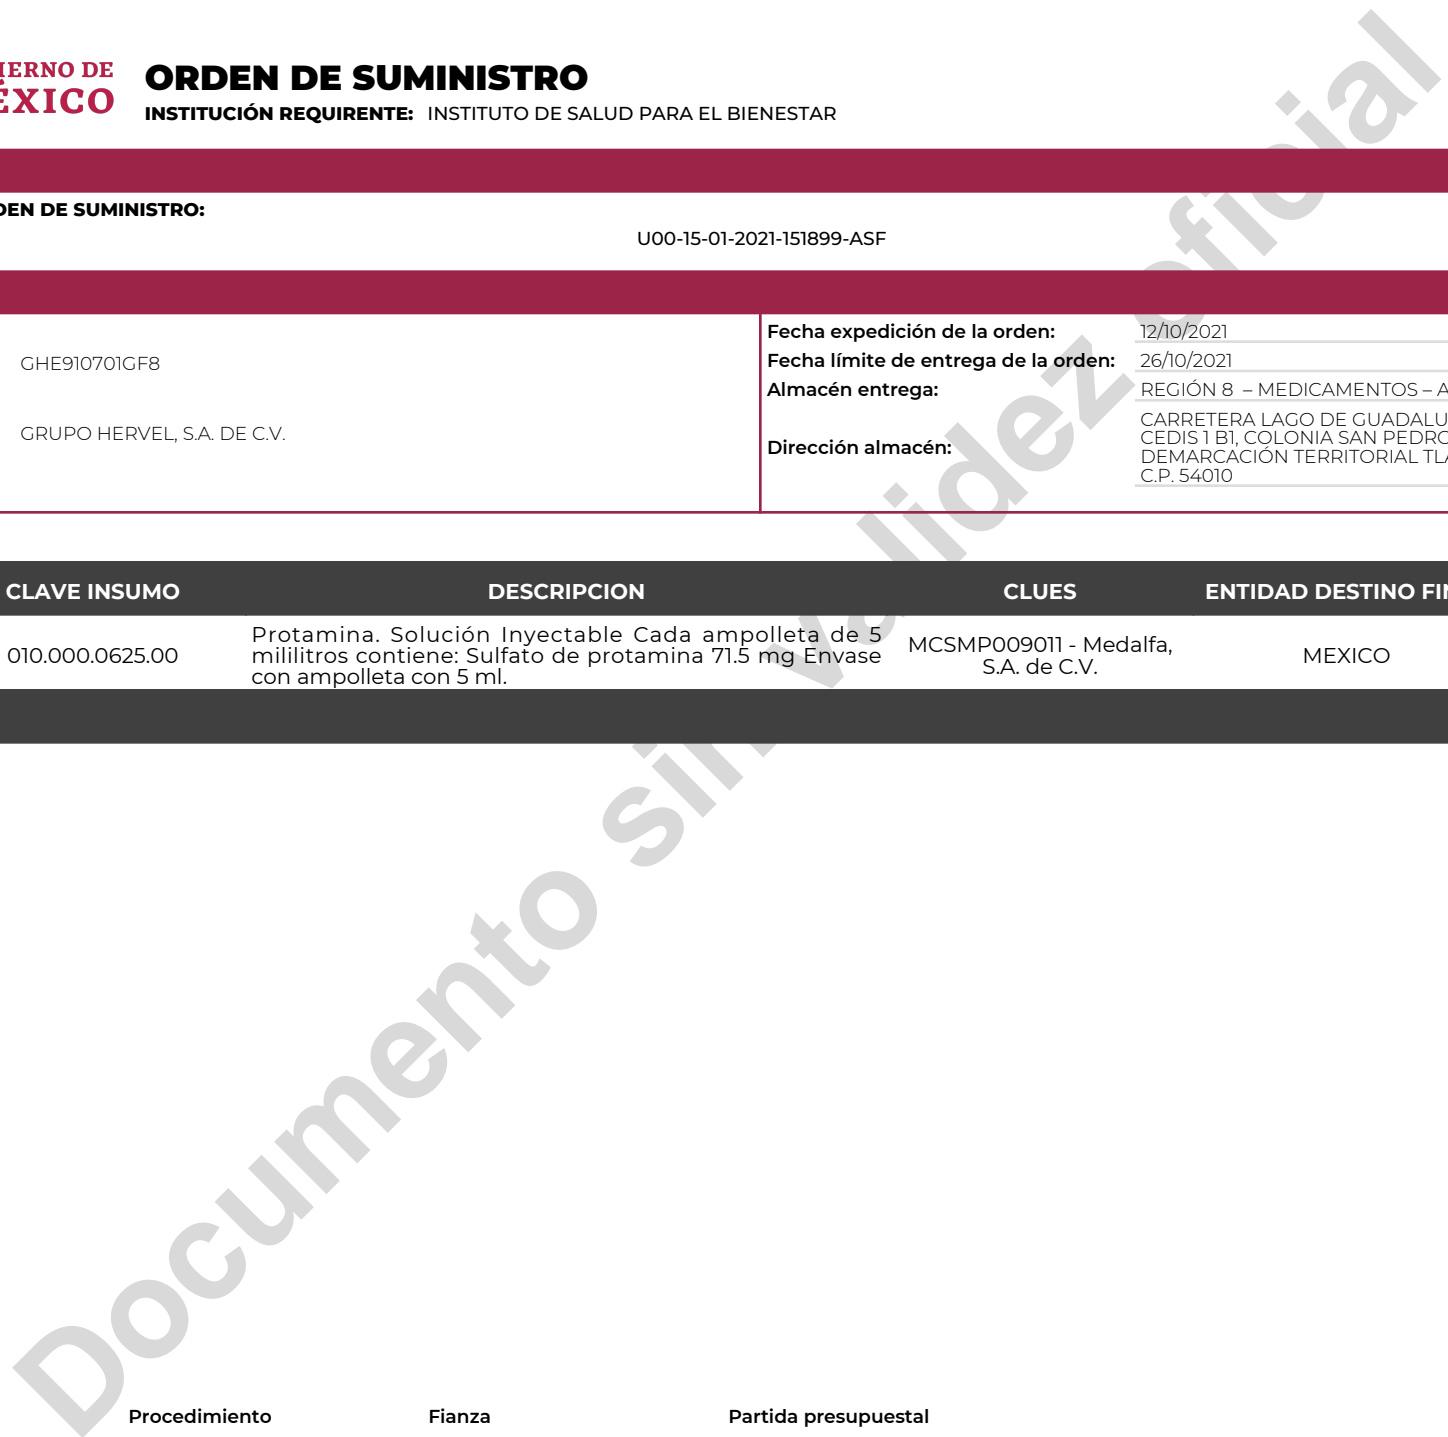 IERNO DE
ÉXICO
ORDEN DE SUMINISTRO
INSTITUCIÓN REQUIRENTE: INSTITUTO DE SALUD PARA EL BIENESTAR
DEN DE SUMINISTRO:
U00-15-01-2021-151899-ASF
GHE910701GF8
GRUPO HERVEL, S.A. DE C.V.
Fecha expedición de la orden: 12/10/2021
Fecha límite de entrega de la orden: 26/10/2021
Almacén entrega: REGIÓN 8 – MEDICAMENTOS – A
Dirección almacén:
CARRETERA LAGO DE GUADALU
CEDIS 1 B1, COLONIA SAN PEDRO
DEMARCACIÓN TERRITORIAL TLA
C.P. 54010
CLAVE INSUMO DESCRIPCION CLUES ENTIDAD DESTINO FIN
010.000.0625.00
Protamina. Solución Inyectable Cada ampolleta de 5
mililitros contiene: Sulfato de protamina 71.5 mg Envase
con ampolleta con 5 ml.
MCSMP009011 - Medalfa,
S.A. de C.V.
MEXICO
Documento sin validez oficial
Procedimiento Fianza Partida presupuestal